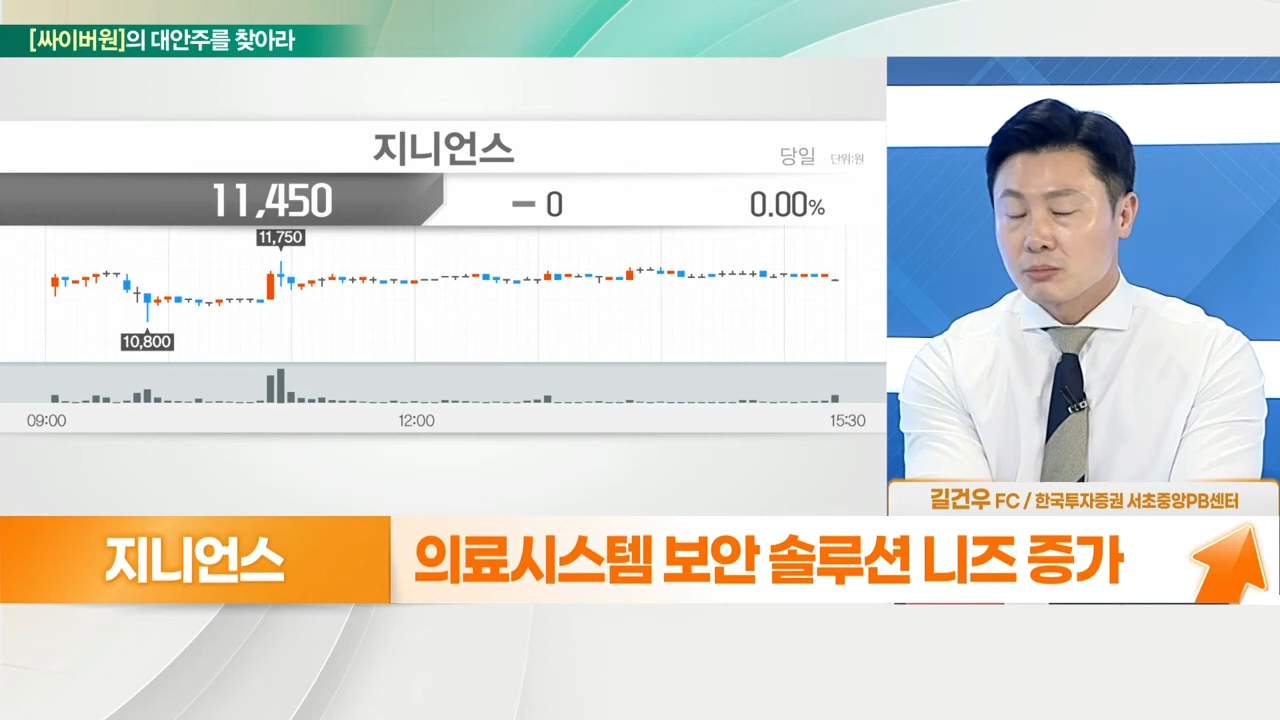 [싸이버원]의 대안주를 찾아라
지니언스
당일 단위:원
11,450 0 0.00%
11,750
10,800
09:00 12:00 15:30
길건우 FC / 한국투자증권 서초중앙PB센터
지니언스 의료시스템 보안 솔루션 니즈 증가